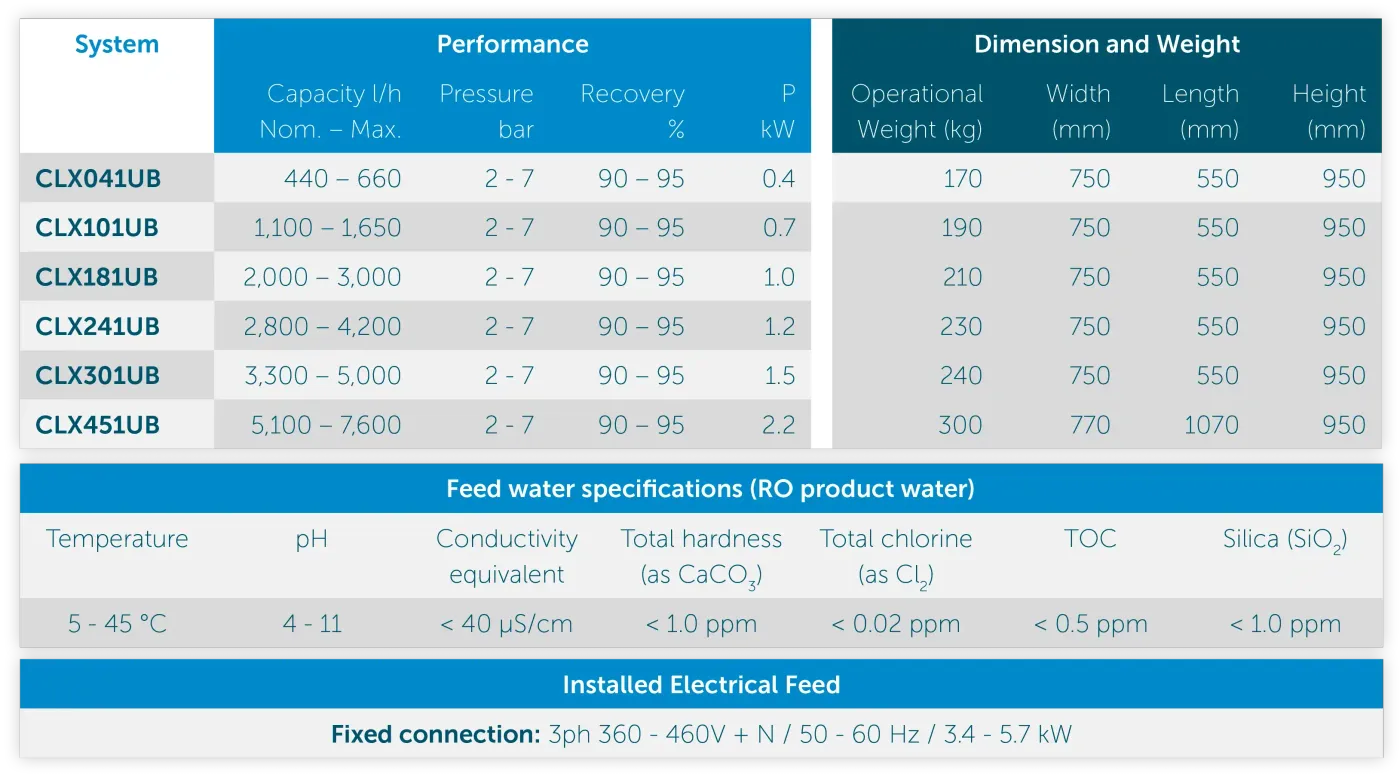 System Performance Dimension and Weight
Capacity l/h Pressure Recovery P Operational Width Length Height
Nom. – Max. bar % kW Weight (kg) (mm) (mm) (mm)
CLX041UB 440 – 660 2 - 7 90 – 95 0.4 170 750 550 950
CLX101UB 1,100 – 1,650 2 - 7 90 – 95 0.7 190 750 550 950
CLX181UB 2,000 – 3,000 2 - 7 90 – 95 1.0 210 750 550 950
CLX241UB 2,800 – 4,200 2 - 7 90 – 95 1.2 230 750 550 950
CLX301UB 3,300 – 5,000 2 - 7 90 – 95 1.5 240 750 550 950
CLX451UB 5,100 – 7,600 2 - 7 90 – 95 2.2 300 770 1070 950
Feed water specifications (RO product water)
Temperature pH Conductivity Total hardness Total chlorine TOC Silica (SiO₂)
equivalent (as CaCO₃) (as Cl₂)
5 - 45 °C 4 - 11 < 40 µS/cm < 1.0 ppm < 0.02 ppm < 0.5 ppm < 1.0 ppm
Installed Electrical Feed
Fixed connection: 3ph 360 - 460V + N / 50 - 60 Hz / 3.4 - 5.7 kW